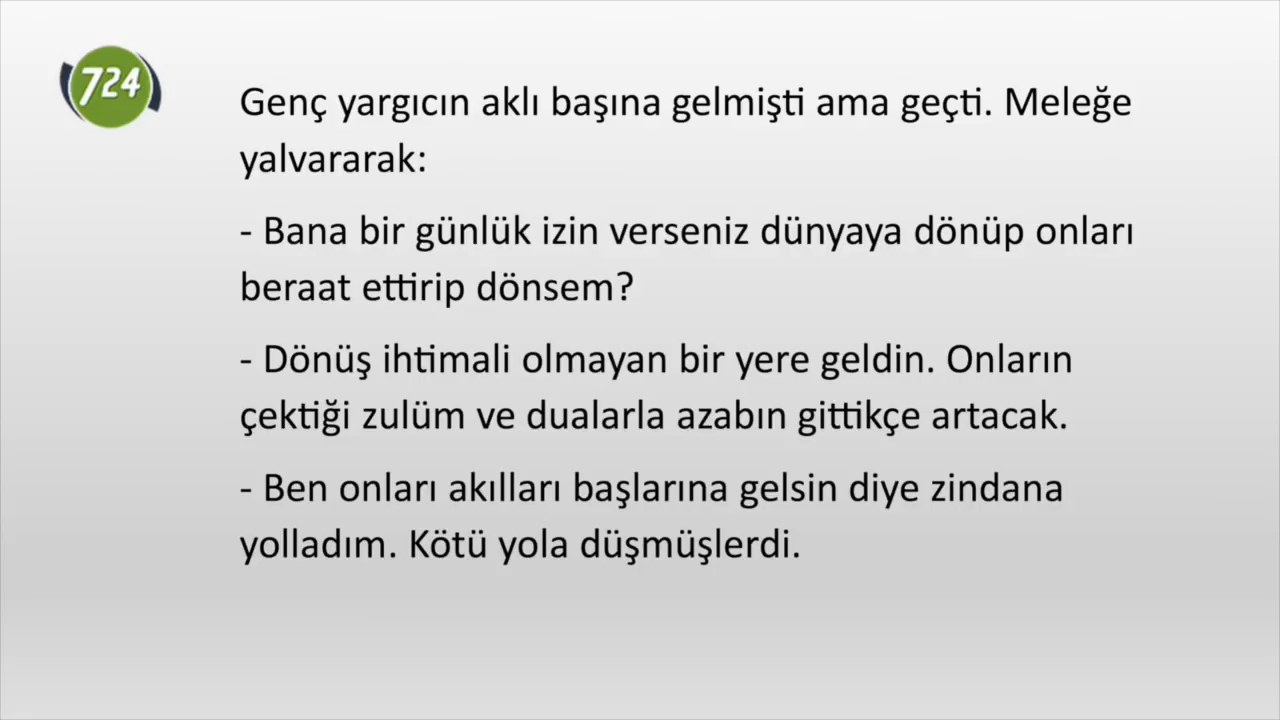 724
Genç yargıcın aklı başına gelmişti ama geçti. Meleğe
yalvararak:
- Bana bir günlük izin verseniz dünyaya dönüp onları
beraat ettirip dönsem?
- Dönüş ihtimali olmayan bir yere geldin. Onların
çektiği zulüm ve dualarla azabın gittikçe artacak.
- Ben onları akılları başlarına gelsin diye zindana
yolladım. Kötü yola düşmüşlerdi.